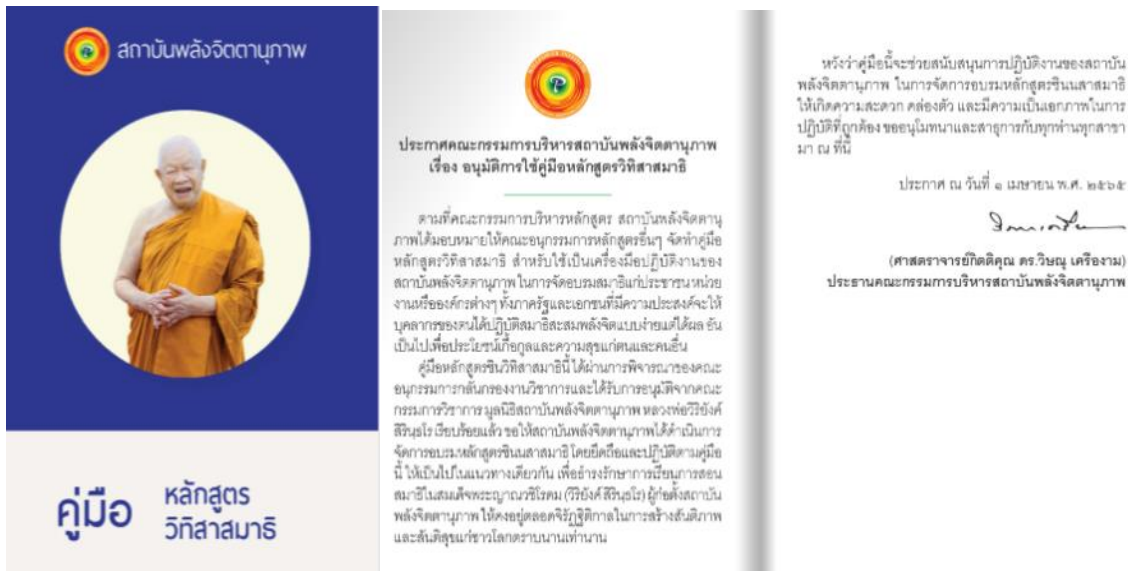 สถาบันพลังจิตตานุภาพ
คู่มือ
หลักสูตร
วิทิสาสมาธิ
ประกาศคณะกรรมการบริหารสถาบันพลังจิตตานุภาพ
เรื่อง อนุมัติการใช้คู่มือหลักสูตรวิทิสาสมาธิ
ตามที่คณะกรรมการบริหารหลักสูตร สถาบันพลังจิตตานุ
ภาพได้มอบหมายให้คณะอนุกรรมการหลักสูตรอื่นๆ จัดทำคู่มือ
หลักสูตรวิทิสาสมาธิ สำหรับใช้เป็นเครื่องมือปฏิบัติงานของ
สถาบันพลังจิตตานุภาพ ในการจัดอบรมสมาธิแก่ประชาชน หน่วย
งานหรือองค์กรต่างๆ ทั้งภาครัฐและเอกชนที่มีความประสงค์จะให้
บุคลากรของตนได้ปฏิบัติสมาธิสะสมพลังจิตแบบง่ายแต่ได้ผล อัน
เป็นไปเพื่อประโยชน์เกื้อกูลและความสุขแก่ตนและคนอื่น
คู่มือหลักสูตรชินวิทิสาสมาธินี้ ได้ผ่านการพิจารณาของคณะ
อนุกรรมการกลั่นกรองงานวิชาการและได้รับการอนุมัติจากคณะ
กรรมการวิชาการ มูลนิธิสถาบันพลังจิตตานุภาพ หลวงพ่อวิริยังค์
สิรินฺธโร เรียบร้อยแล้ว ขอให้สถาบันพลังจิตตานุภาพได้ดำเนินการ
จัดการอบรมหลักสูตรชินนสาสมาธิ โดยยึดถือและปฏิบัติตามคู่มือ
นี้ ให้เป็นไปในแนวทางเดียวกัน เพื่อธำรงรักษาการเรียนการสอน
สมาธิในสมเด็จพระญาณวชิโรดม (วิริยังค์ สิรินฺธโร) ผู้ก่อตั้งสถาบัน
พลังจิตตานุภาพ ให้คงอยู่ตลอดจิรัฏฐิติกาลในการสร้างสันติภาพ
และสันติสุขแก่ชาวโลกตราบนานเท่านาน
หวังว่าคู่มือนี้จะช่วยสนับสนุนการปฏิบัติงานของสถาบัน
พลังจิตตานุภาพ ในการจัดการอบรมหลักสูตรชินนสาสมาธิ
ให้เกิดความสะดวก คล่องตัว และมีความเป็นเอกภาพในการ
ปฏิบัติที่ถูกต้อง ขออนุโมทนาและสาธุการกับทุกท่านทุกสาขา
มา ณ ที่นี้
ประกาศ ณ วันที่ ๑ เมษายน พ.ศ. ๒๕๖๕
(ศาสตราจารย์กิตติคุณ ดร.วิษณุ เครืองาม)
ประธานคณะกรรมการบริหารสถาบันพลังจิตตานุภาพ